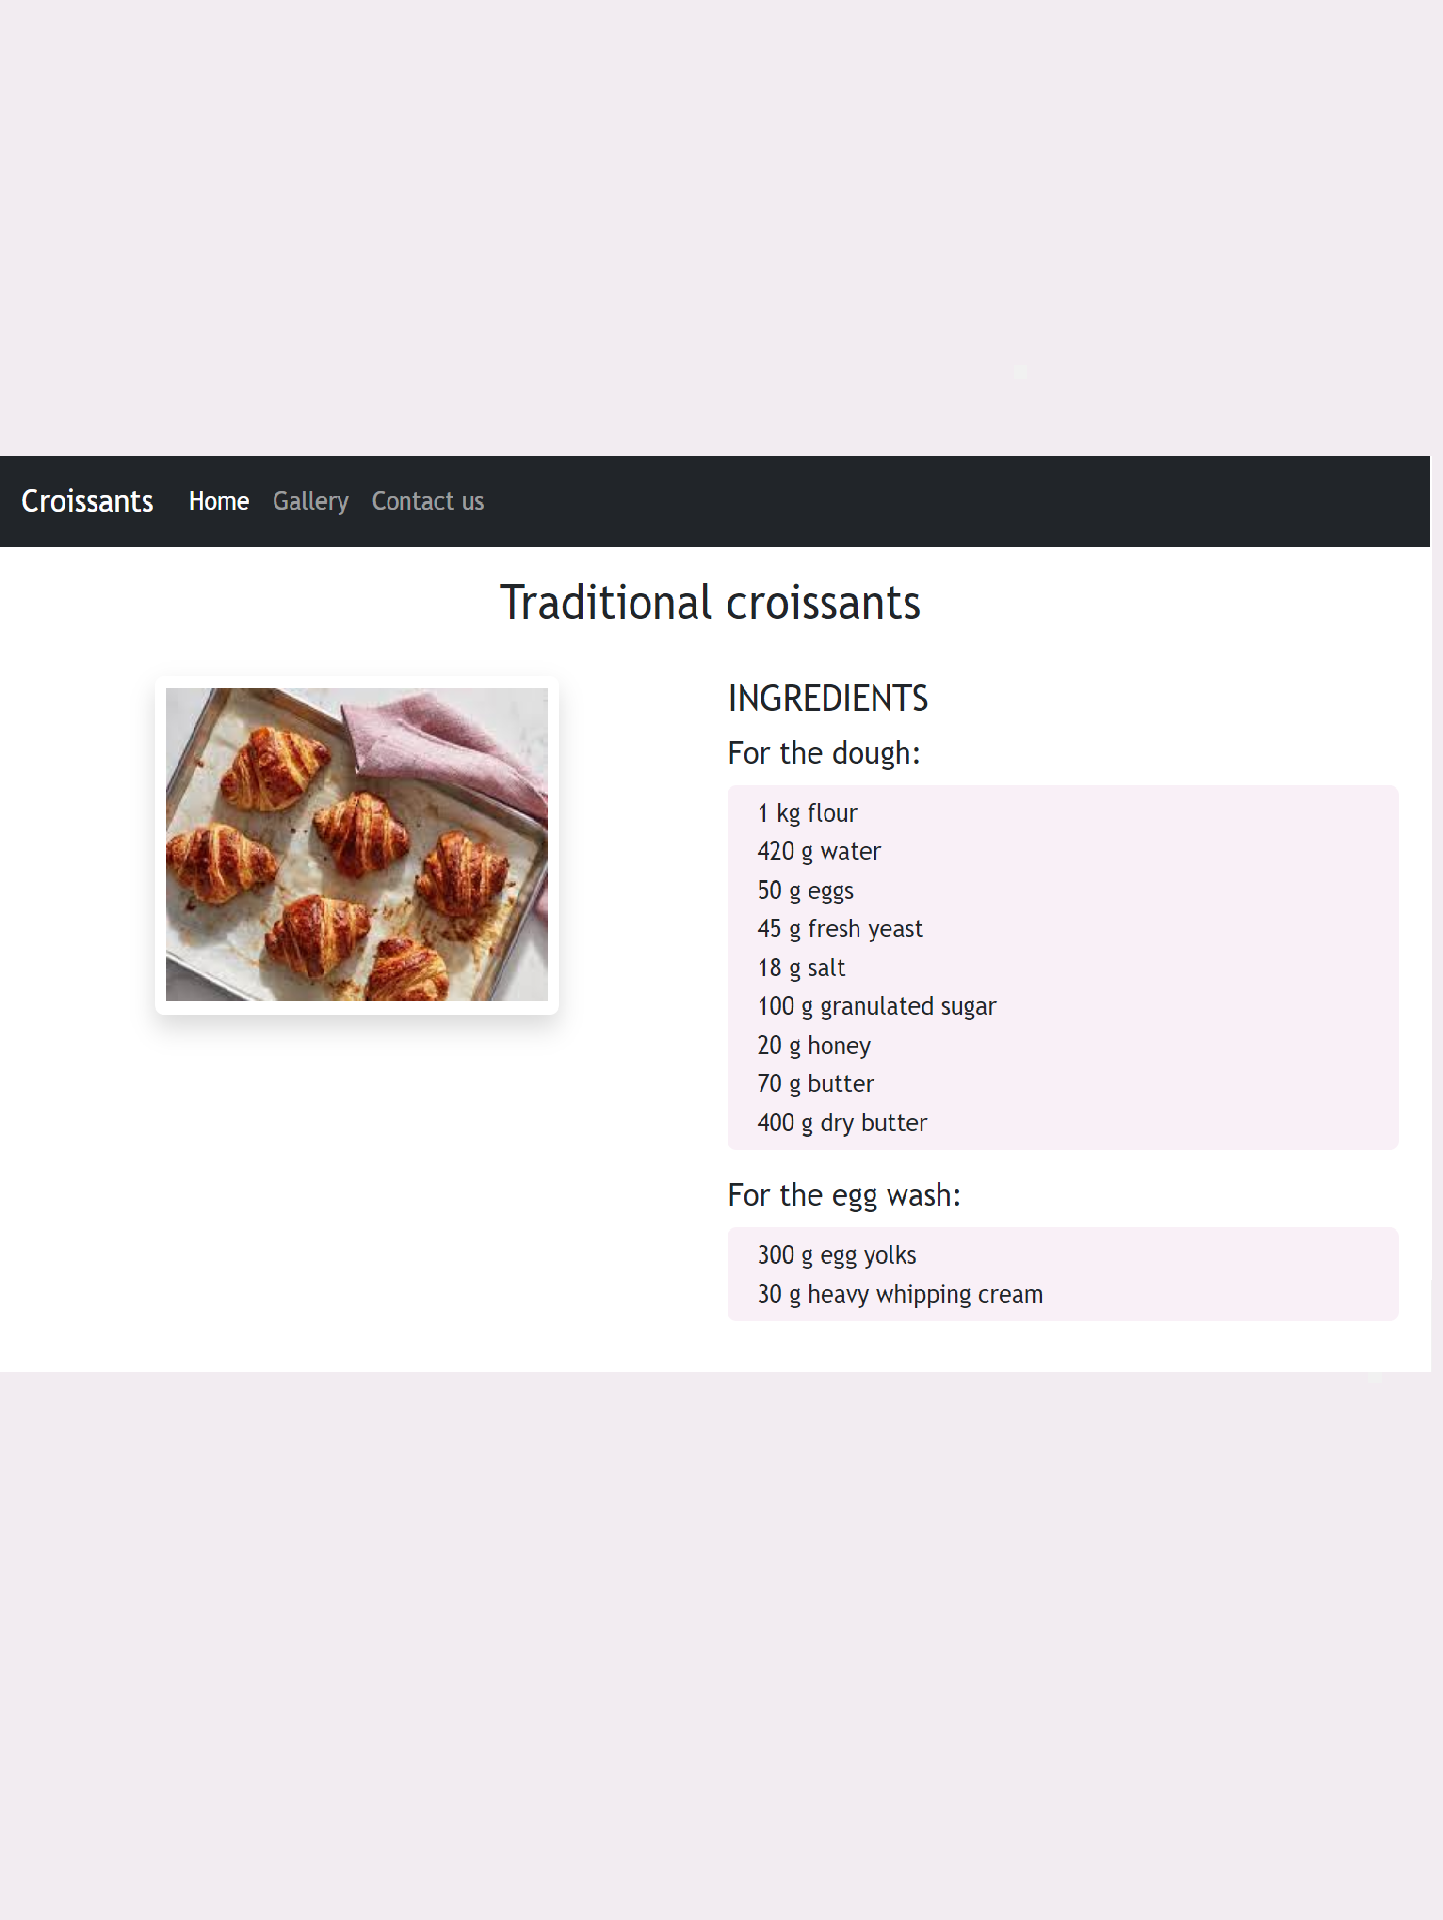 Croissants Home Gallery Contact us
Traditional croissants
INGREDIENTS
For the dough:
1 kg flour
420 g water
50 g eggs
45 g fresh yeast
18 g salt
100 g granulated sugar
20 g honey
70 g butter
400 g dry butter
For the egg wash:
300 g egg yolks
30 g heavy whipping cream